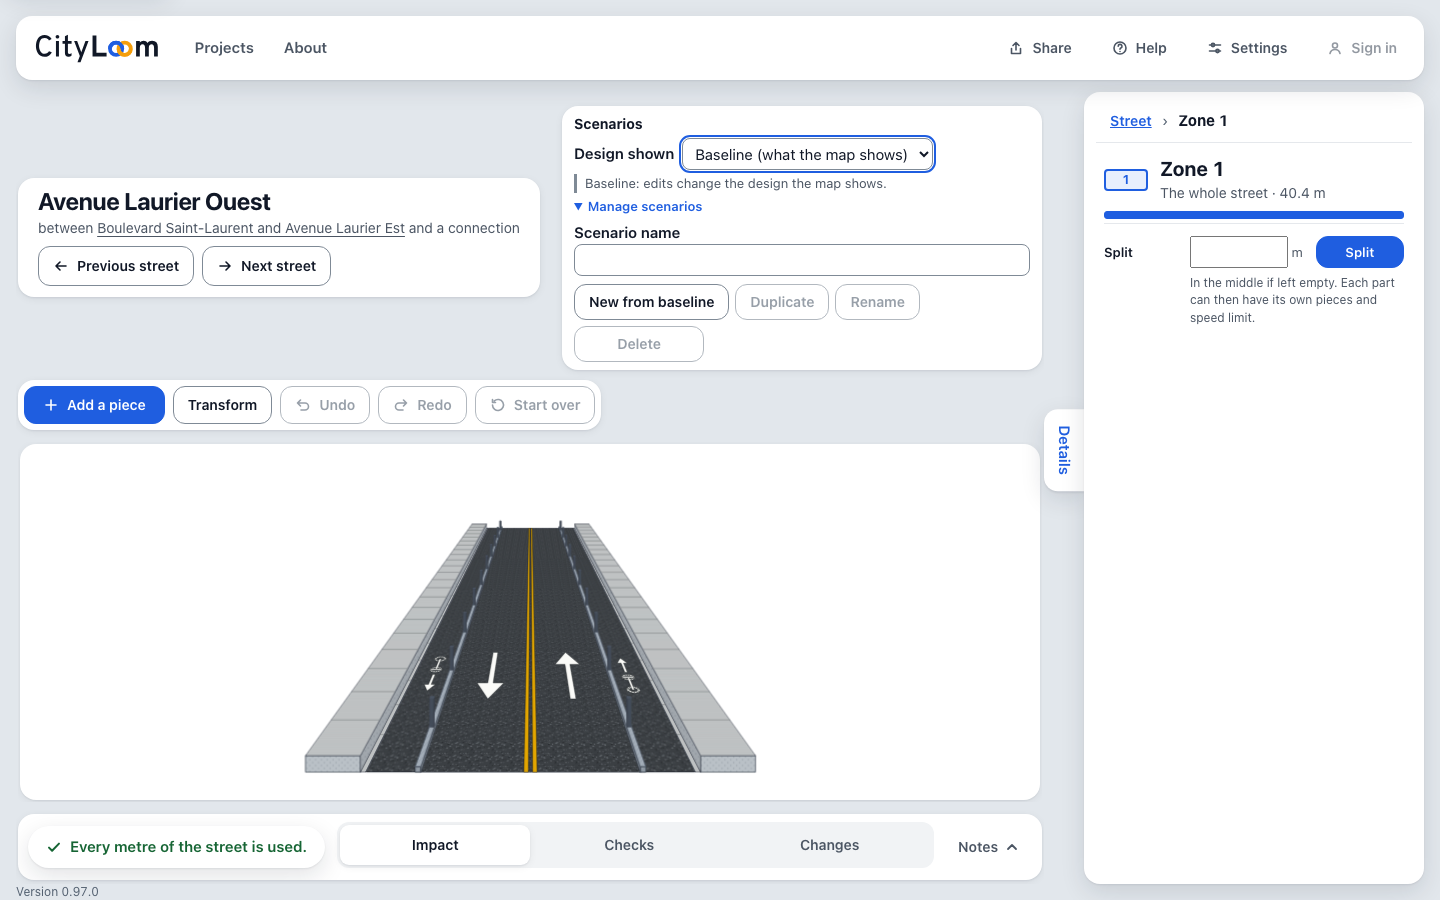 CityLoom
Projects
About
Share
Help
Settings
Sign in
Avenue Laurier Ouest
between Boulevard Saint-Laurent and Avenue Laurier Est and a connection
Previous street
Next street
Scenarios
Design shown
Baseline (what the map shows)
Baseline: edits change the design the map shows.
Manage scenarios
Scenario name
New from baseline
Duplicate
Rename
Delete
Add a piece
Transform
Undo
Redo
Start over
Details
Street › Zone 1
1
Zone 1
The whole street · 40.4 m
Split
m
Split
In the middle if left empty. Each part
can then have its own pieces and
speed limit.
Every metre of the street is used.
Impact
Checks
Changes
Notes
Version 0.97.0